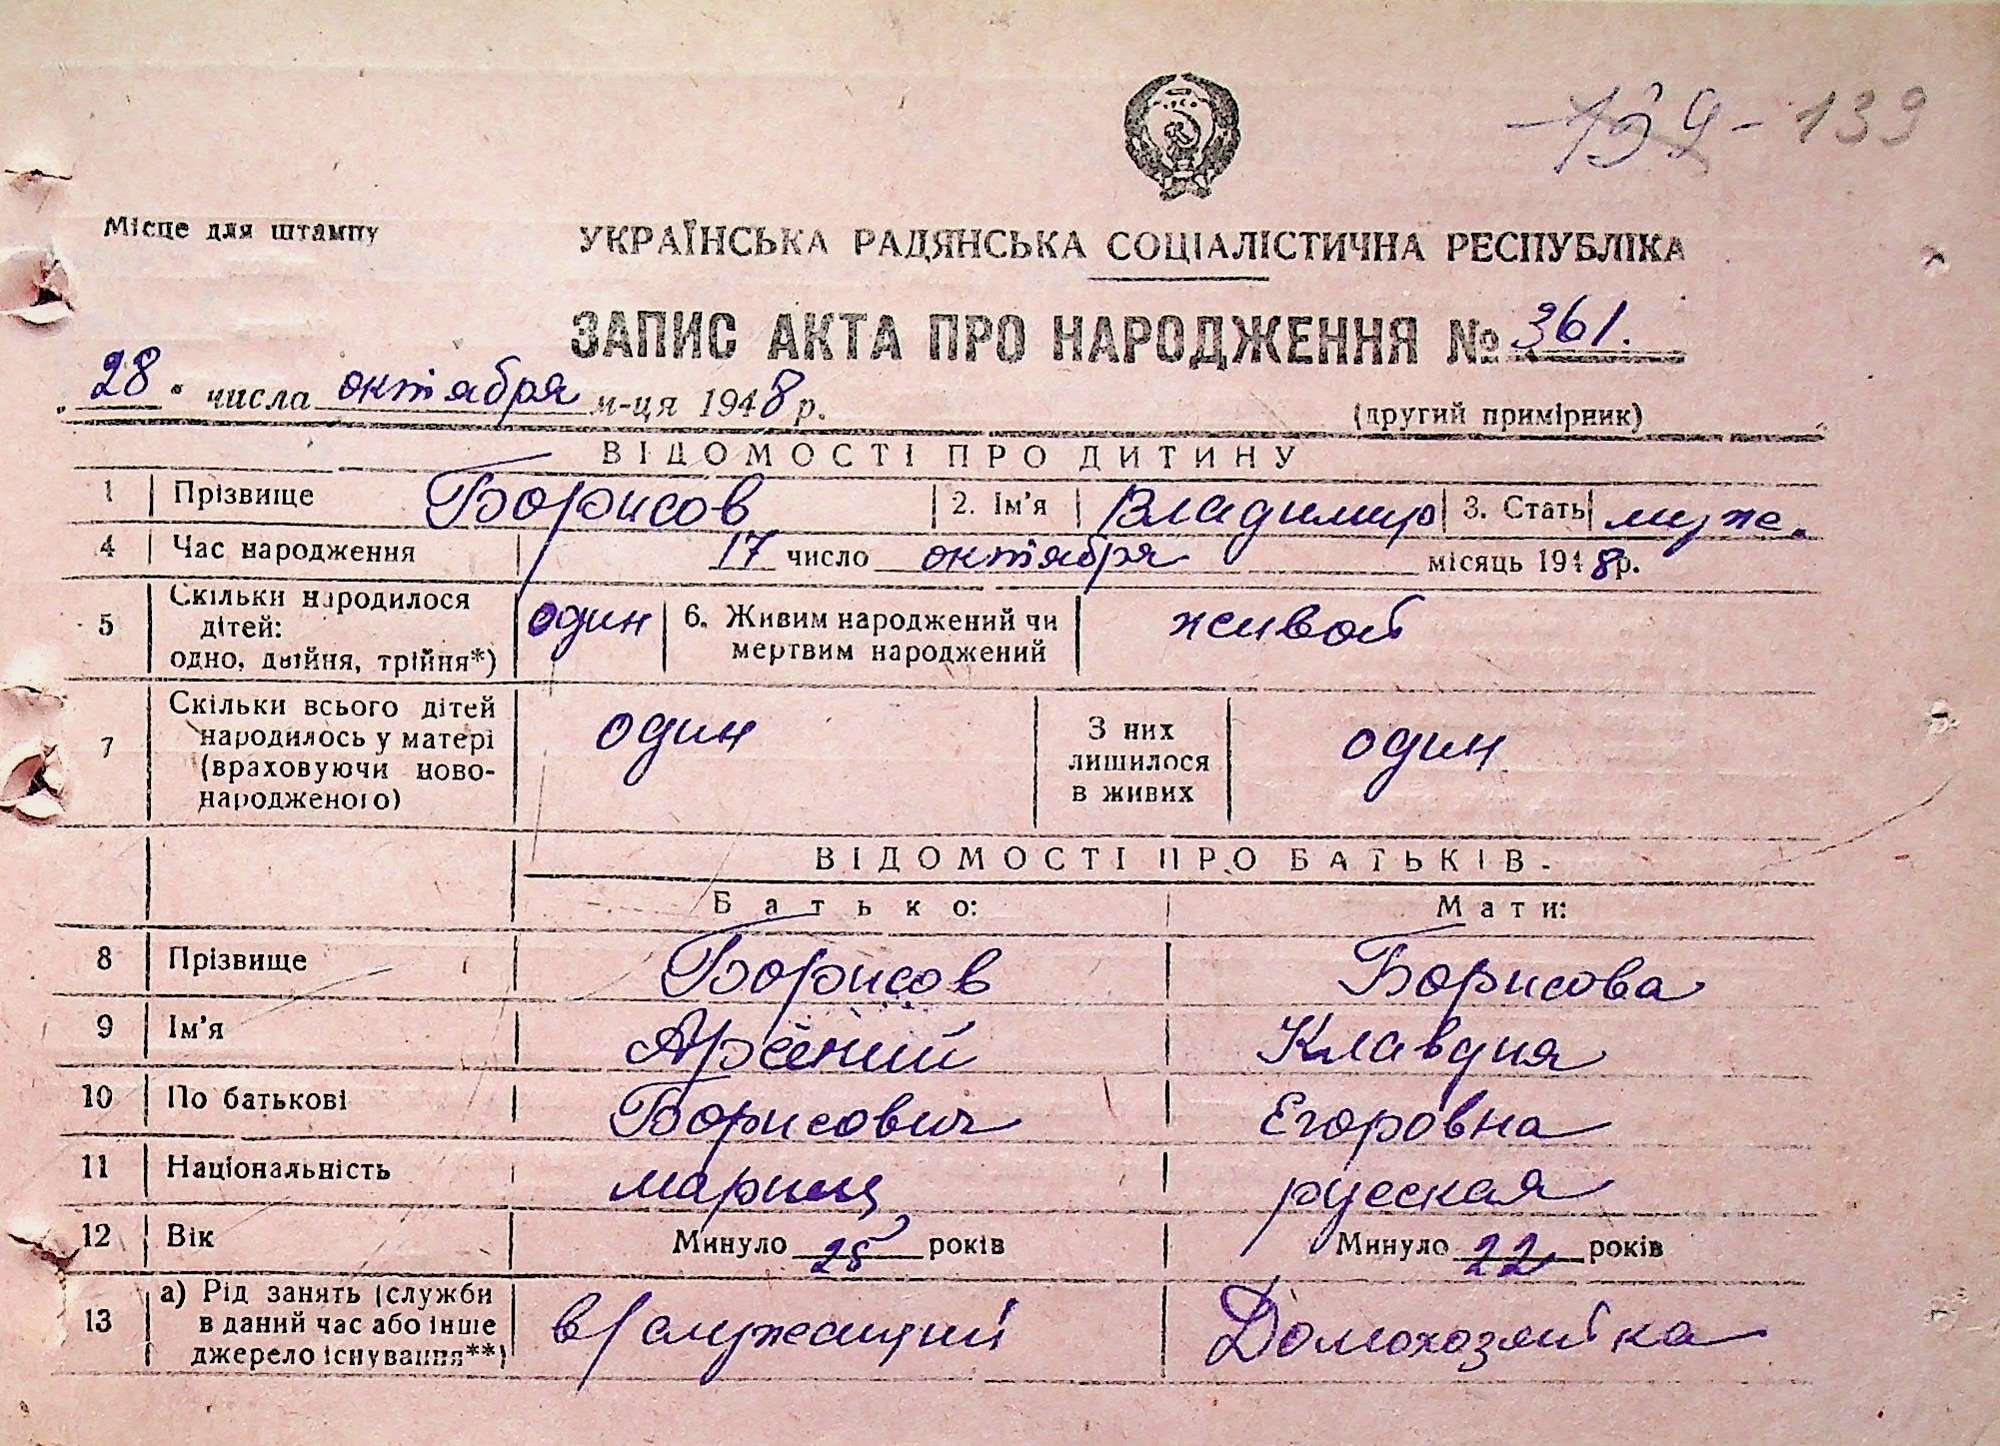 139 - 139
Місце для штампу
УКРАЇНСЬКА РАДЯНСЬКА СОЦІАЛІСТИЧНА РЕСПУБЛІКА
ЗАПИС АКТА ПРО НАРОДЖЕННЯ № 361.
„28" числа октября м-ця 1948 р.
(другий примірник)
ВІДОМОСТІ ПРО ДИТИНУ
1 Прізвище Борисов 2. Ім'я Владимир 3. Стать муже.
4 Час народження 17 число октября місяць 1948 р.
5 Скільки народилося дітей: одно, двійня, трійня*) один 6. Живим народжений чи мертвим народжений живой
7 Скільки всього дітей народилось у матері (враховуючи ново-народженого) один З них лишилося в живих один
ВІДОМОСТІ ПРО БАТЬКІВ.
Батько: Мати:
8 Прізвище Борисов Борисова
9 Ім'я Арсений Клавдия
10 По батькові Борисович Егоровна
11 Національність мариец русская
12 Вік Минуло 25 років Минуло 22 років
13 а) Рід занять (служби в даний час або інше джерело існування**) в/служащий Домохозяйка